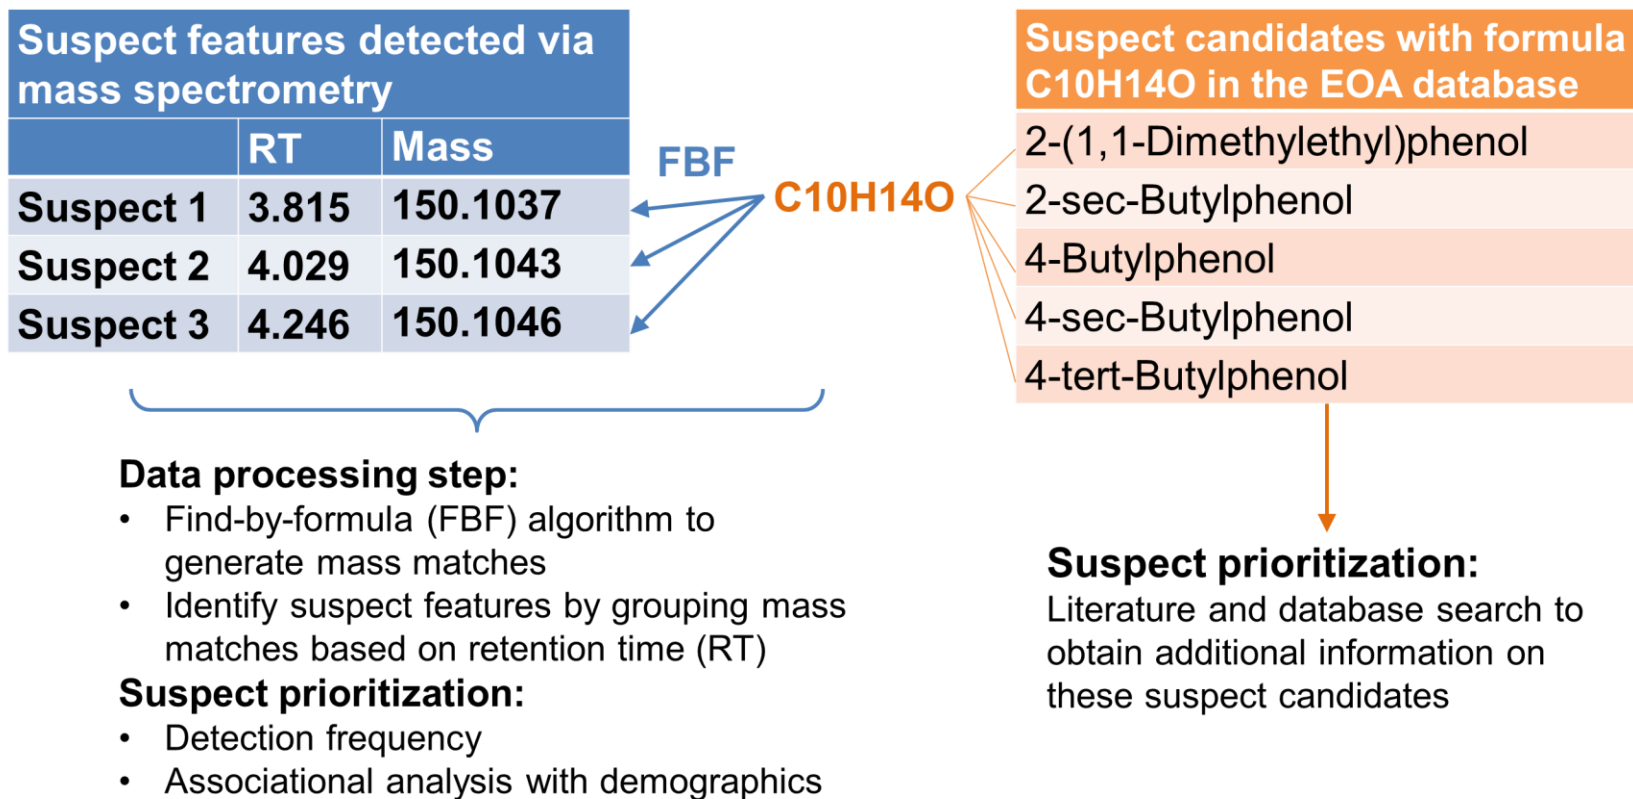 Suspect features detected via
mass spectrometry
RT Mass
Suspect 1 3.815 150.1037
Suspect 2 4.029 150.1043
Suspect 3 4.246 150.1046
FBF
C10H14O
Suspect candidates with formula
C10H14O in the EOA database
2-(1,1-Dimethylethyl)phenol
2-sec-Butylphenol
4-Butylphenol
4-sec-Butylphenol
4-tert-Butylphenol
Data processing step:
• Find-by-formula (FBF) algorithm to
generate mass matches
• Identify suspect features by grouping mass
matches based on retention time (RT)
Suspect prioritization:
• Detection frequency
• Associational analysis with demographics
Suspect prioritization:
Literature and database search to
obtain additional information on
these suspect candidates